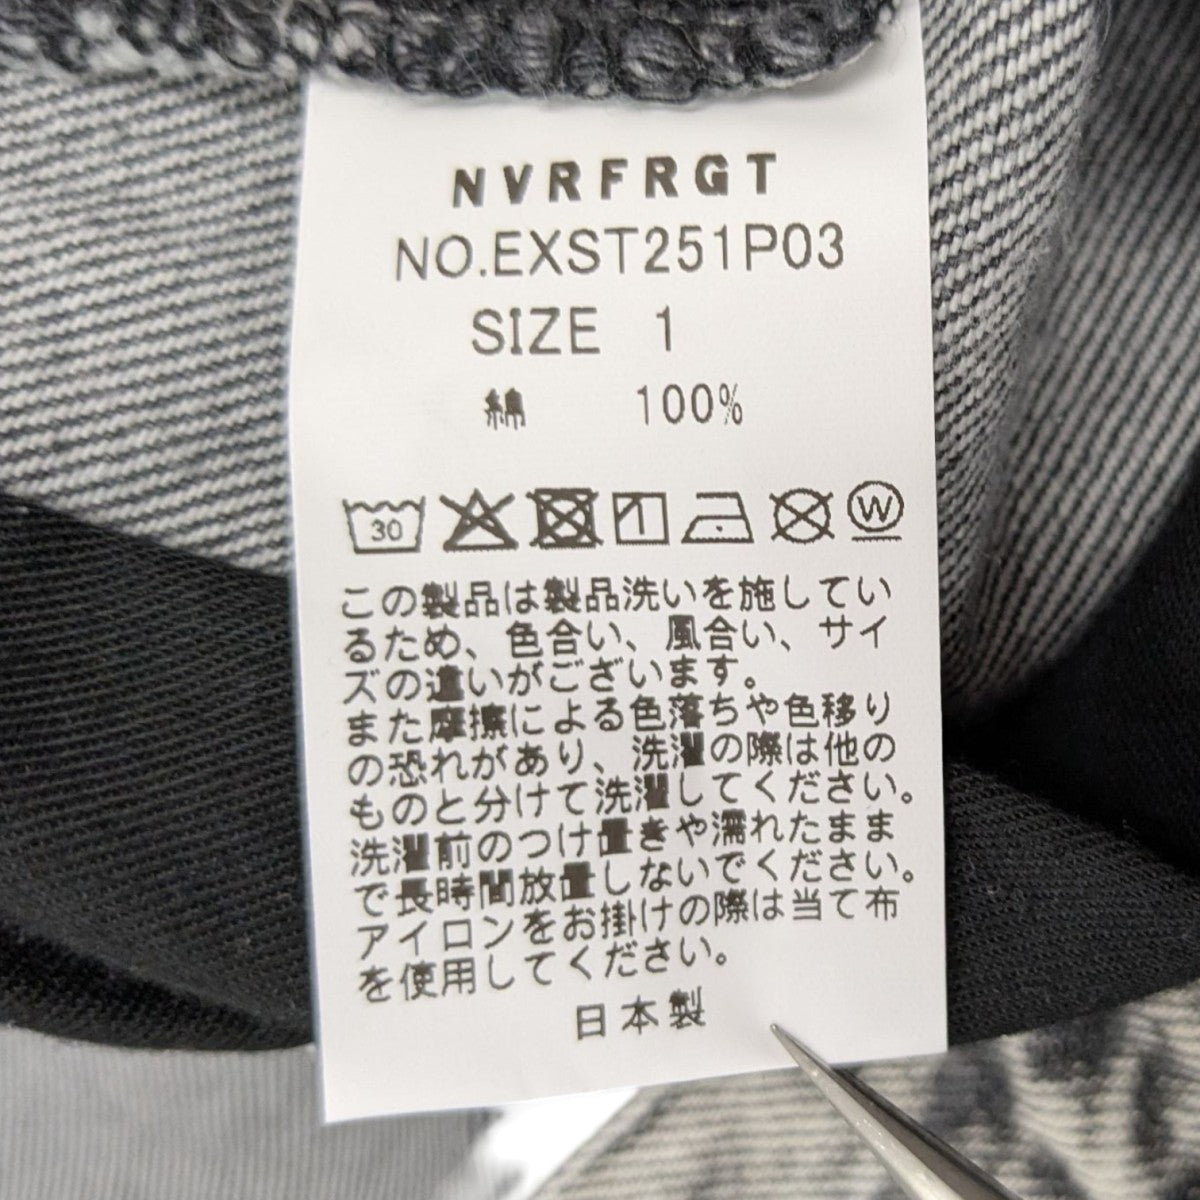 NVRFRGT
NO.EXST251P03
SIZE 1
綿 100%
30 W
この製品は製品洗いを施してい
るため、色合い、風合い、サイ
ズの違いがございます。
また摩擦による色落ちや色移り
の恐れがあり、洗濯の際は他の
ものと分けて洗濯してください。
洗濯前のつけ置きや濡れたまま
で長時間放置しないでください。
アイロンをお掛けの際は当て布
を使用してください。
日本製